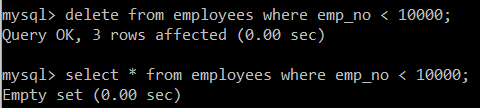 mysql> delete from employees where emp_no < 10000;
Query OK, 3 rows affected (0.00 sec)
mysql> select * from employees where emp_no < 10000;
Empty set (0.00 sec)